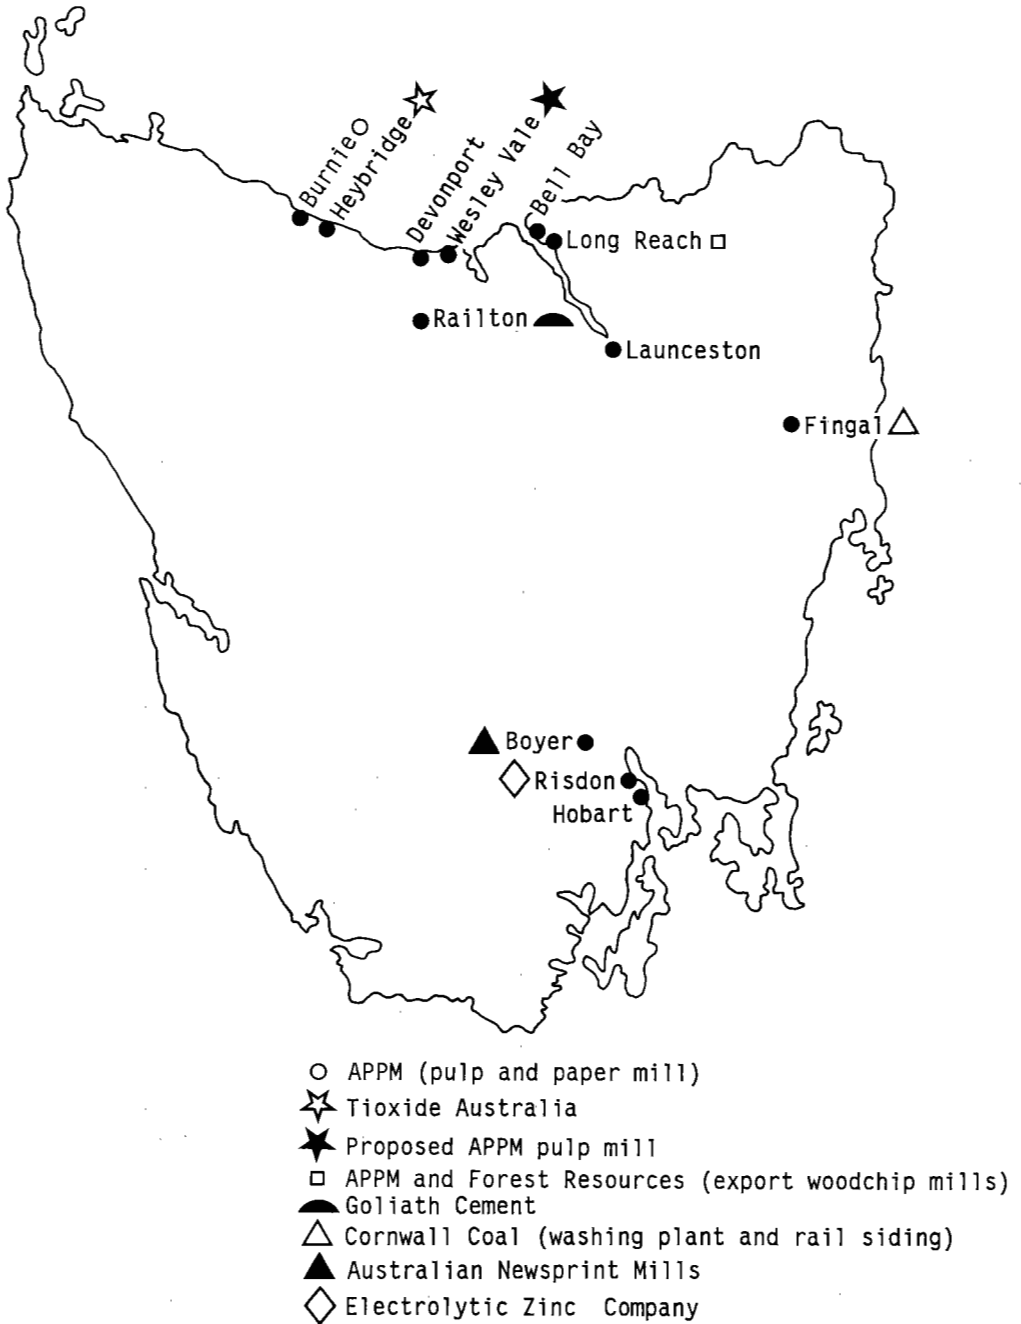 Burnie
Heybridge
Devonport
Wesley Vale
Bell Bay
Long Reach
Railton
Launceston
Fingal
Boyer
Risdon
Hobart
APPM (pulp and paper mill)
Tioxide Australia
Proposed APPM pulp mill
APPM and Forest Resources (export woodchip mills)
Goliath Cement
Cornwall Coal (washing plant and rail siding)
Australian Newsprint Mills
Electrolytic Zinc Company